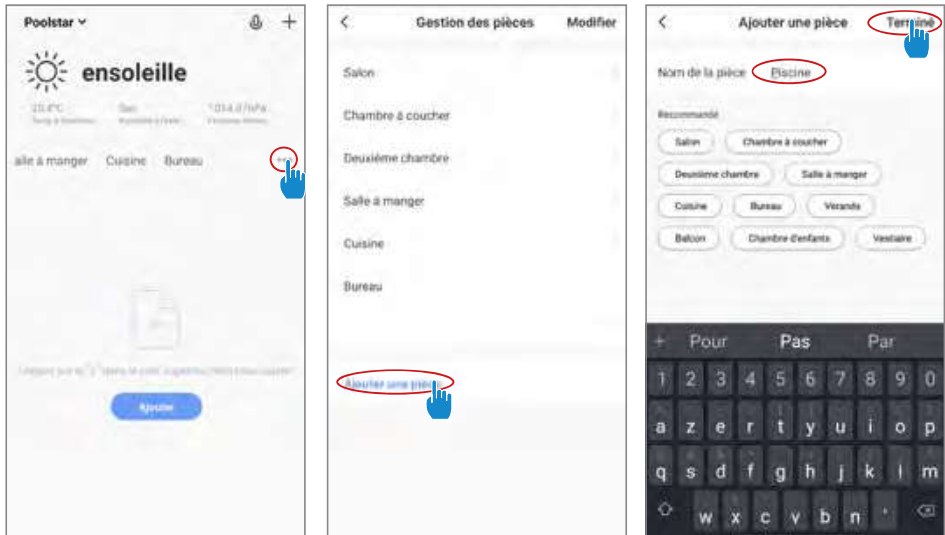 Poolstar
+
ensoleille
alle à manger Cuisine Bureau
Ajouter
Gestion des pièces Modifier
Salon
Chambre à coucher
Deuxième chambre
Salle à manger
Cuisine
Bureau
Ajouter une pièce
Ajouter une pièce Terminé
Nom de la pièce Piscine
Recommandé
Salon Chambre à coucher
Deuxième chambre Salle à manger
Cuisine Bureau Veranda
Balcon Chambre d'enfants Vestiaire
+ Pour Pas Par
1 2 3 4 5 6 7 8 9 0
a z e r t y u i o p
q s d f g h j k l m
w x c v b n '